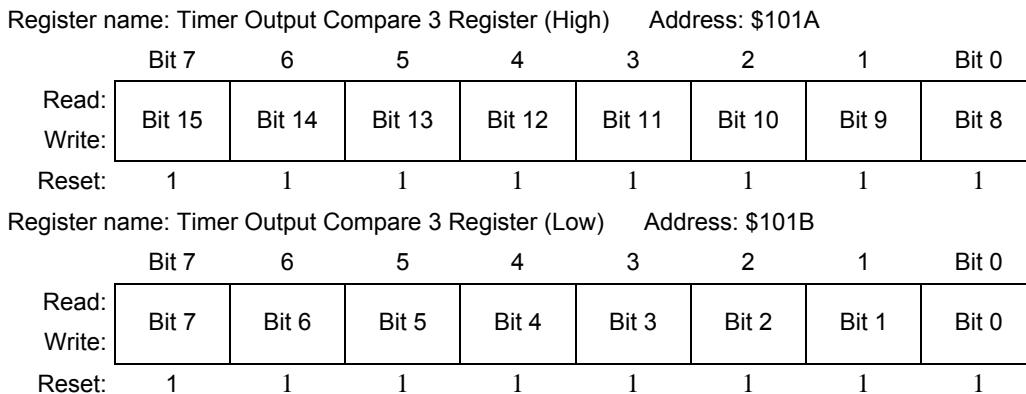 Register name: Timer Output Compare 3 Register (High) Address: $101A
Bit 7 6 5 4 3 2 1 Bit 0
Read:
Write:
Bit 15 Bit 14 Bit 13 Bit 12 Bit 11 Bit 10 Bit 9 Bit 8
Reset: 1 1 1 1 1 1 1 1
Register name: Timer Output Compare 3 Register (Low) Address: $101B
Bit 7 6 5 4 3 2 1 Bit 0
Read:
Write:
Bit 7 Bit 6 Bit 5 Bit 4 Bit 3 Bit 2 Bit 1 Bit 0
Reset: 1 1 1 1 1 1 1 1